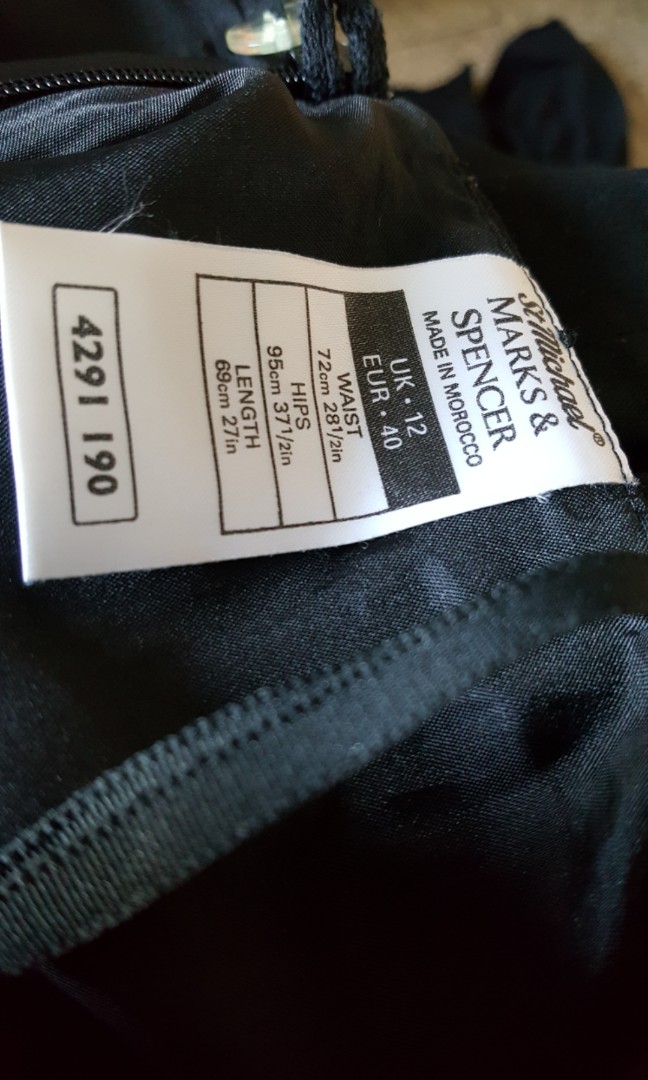 St Michael®
MARKS &
SPENCER
MADE IN MOROCCO
UK • 12
EUR • 40
WAIST
72cm 281/2in
HIPS
95cm 371/2in
LENGTH
69cm 27in
4291 190